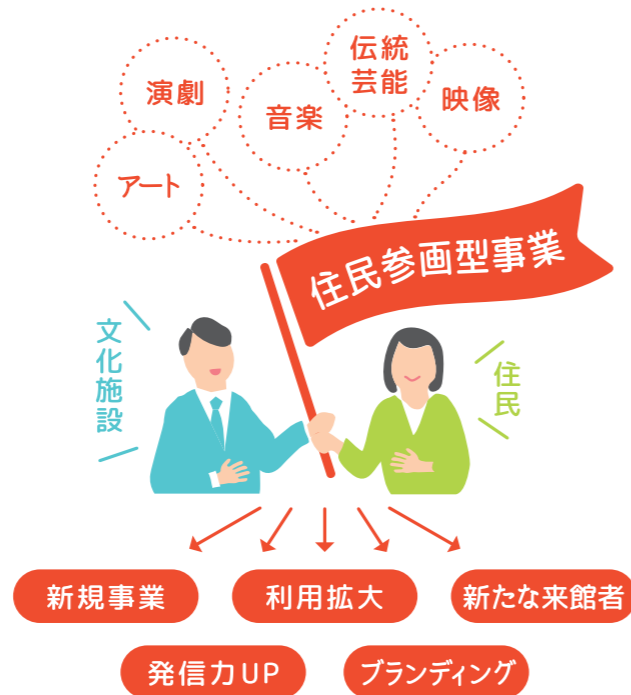 伝統
芸能
演劇
音楽
映像
アート
住民参画型事業
文化施設
住民
新規事業
利用拡大
新たな来館者
発信力UP
ブランディング